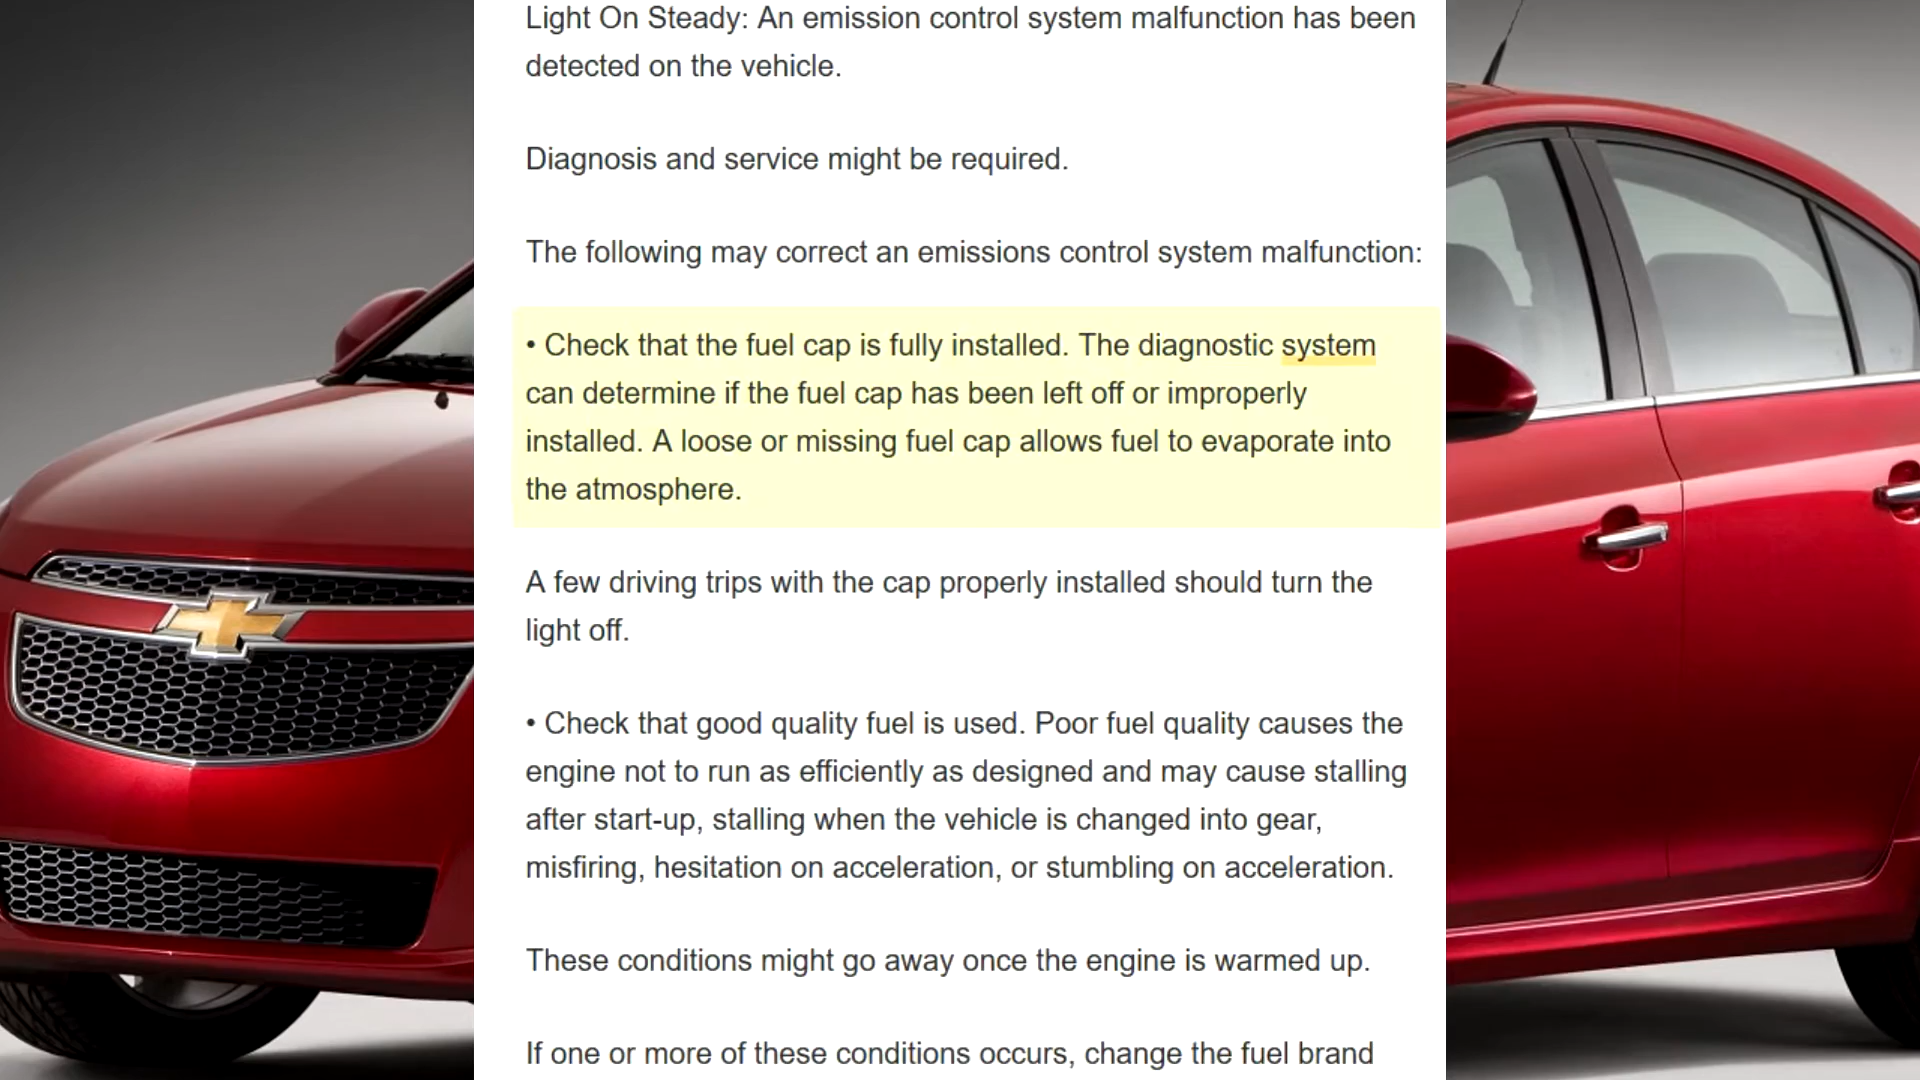 Light On Steady: An emission control system malfunction has been
detected on the vehicle.
Diagnosis and service might be required.
The following may correct an emissions control system malfunction:
• Check that the fuel cap is fully installed. The diagnostic system
can determine if the fuel cap has been left off or improperly
installed. A loose or missing fuel cap allows fuel to evaporate into
the atmosphere.
A few driving trips with the cap properly installed should turn the
light off.
• Check that good quality fuel is used. Poor fuel quality causes the
engine not to run as efficiently as designed and may cause stalling
after start-up, stalling when the vehicle is changed into gear,
misfiring, hesitation on acceleration, or stumbling on acceleration.
These conditions might go away once the engine is warmed up.
If one or more of these conditions occurs, change the fuel brand